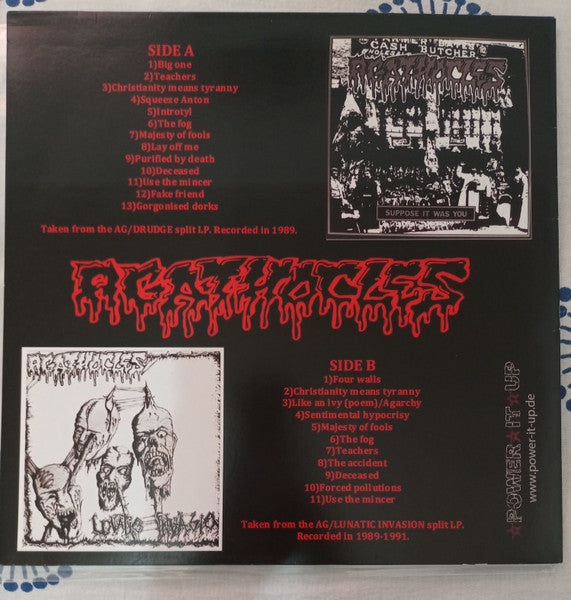 SIDE A
1)Big one
2)Teachers
3)Christianity means tyranny
4)Squeeze Anton
5)Introtyl
6)The fog
7)Majesty of fools
8)Lay off me
9)Purified by death
10)Deceased
11)Use the mincer
12)Fake friend
13)Gorgonised dorks
Taken from the AG/DRUDGE split LP. Recorded in 1989.
CASH BUTCHER
AGATHOCLES
SUPPOSE IT WAS YOU
AGATHOCLES
AGATHOCLES
SIDE B
1)Four walls
2)Christianity means tyranny
3)Like an ivy (poem)/Agarchy
4)Sentimental hypocrisy
5)Majesty of fools
6)The fog
7)Teachers
8)The accident
9)Deceased
10)Forced pollutions
11)Use the mincer
Taken from the AG/LUNATIC INVASION split LP.
Recorded in 1989-1991.
POWER IT UP
www.power-it-up.de